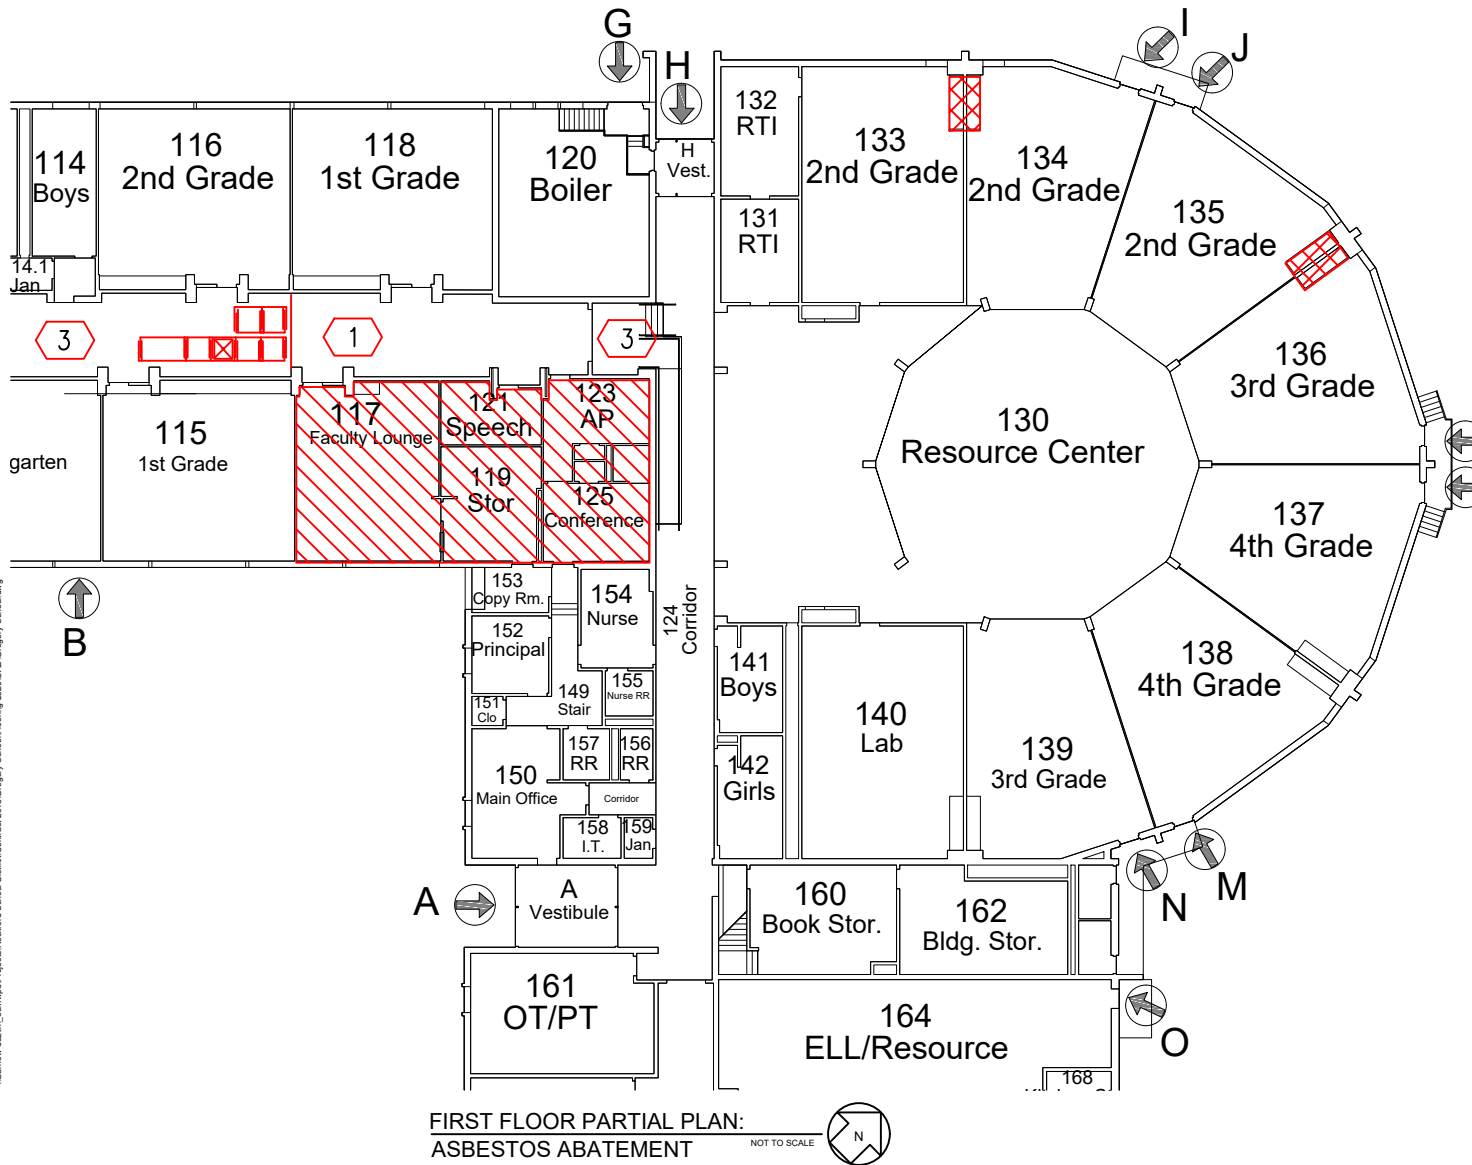 G
H
I
J
114
Boys
116
2nd Grade
118
1st Grade
120
Boiler
H
Vest.
132
RTI
131
RTI
133
2nd Grade
134
2nd Grade
135
2nd Grade
14.1
Jan
3
1
3
136
3rd Grade
130
Resource Center
garten
115
1st Grade
117
Faculty Lounge
121
Speech
119
Stor
123
AP
125
Conference
137
4th Grade
B
153
Copy Rm.
154
Nurse
152
Principal
124
Corridor
149
Stair
155
Nurse RR
151
Clo
141
Boys
138
4th Grade
140
Lab
139
3rd Grade
157
RR
156
RR
150
Main Office
Corridor
142
Girls
158
I.T.
159
Jan
A
A
Vestibule
160
Book Stor.
162
Bldg. Stor.
N
M
161
OT/PT
164
ELL/Resource
O
168
FIRST FLOOR PARTIAL PLAN:
ASBESTOS ABATEMENT
NOT TO SCALE
N